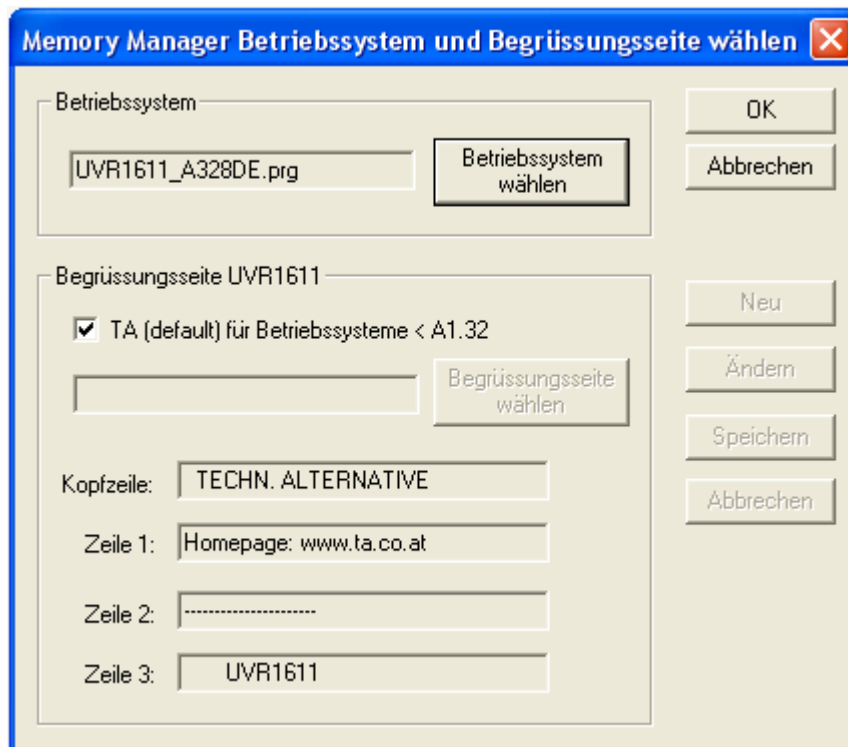 Memory Manager Betriebssystem und Begrüssungsseite wählen
Betriebssystem
UVR1611_A328DE.prg
Betriebssystem
wählen
OK
Abbrechen
Begrüssungsseite UVR1611
TA (default) für Betriebssysteme < A1.32
Begrüssungsseite
wählen
Kopfzeile:
TECHN. ALTERNATIVE
Zeile 1:
Homepage: www.ta.co.at
Zeile 2:
----------------------
Zeile 3:
UVR1611
Neu
Ändern
Speichern
Abbrechen